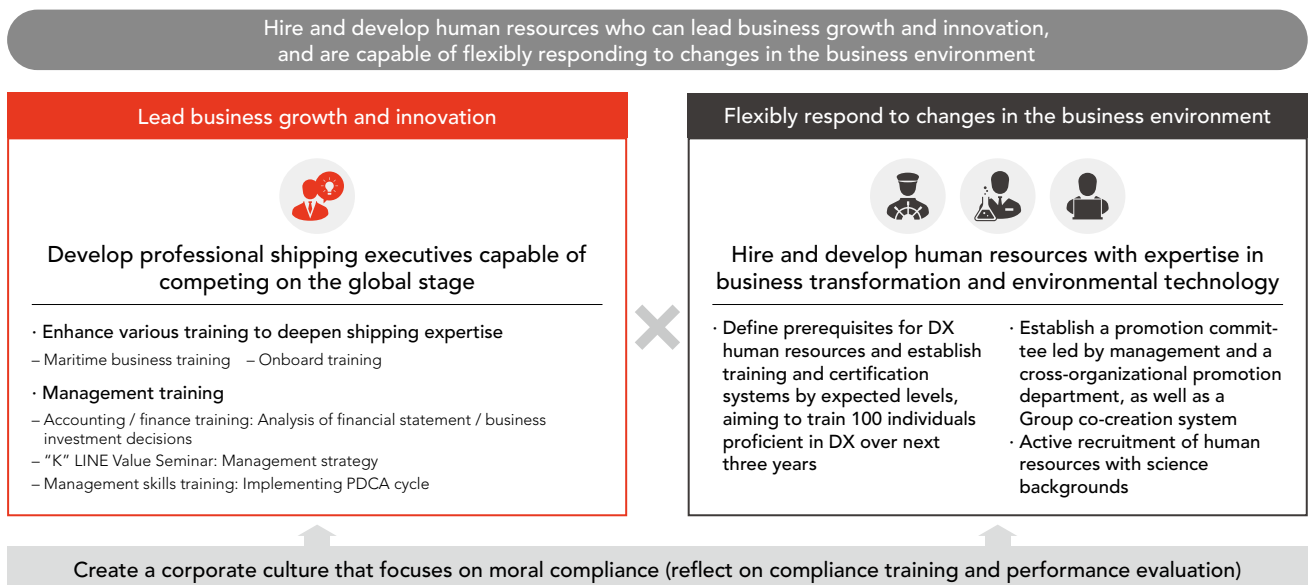 Hire and develop human resources who can lead business growth and innovation,
and are capable of flexibly responding to changes in the business environment
Lead business growth and innovation
Develop professional shipping executives capable of
competing on the global stage
· Enhance various training to deepen shipping expertise
– Maritime business training – Onboard training
· Management training
– Accounting / finance training: Analysis of financial statement / business
investment decisions
– “K” LINE Value Seminar: Management strategy
– Management skills training: Implementing PDCA cycle
Flexibly respond to changes in the business environment
Hire and develop human resources with expertise in
business transformation and environmental technology
· Define prerequisites for DX
human resources and establish
training and certification
systems by expected levels,
aiming to train 100 individuals
proficient in DX over next
three years
· Establish a promotion commit-
tee led by management and a
cross-organizational promotion
department, as well as a
Group co-creation system
· Active recruitment of human
resources with science
backgrounds
Create a corporate culture that focuses on moral compliance (reflect on compliance training and performance evaluation)